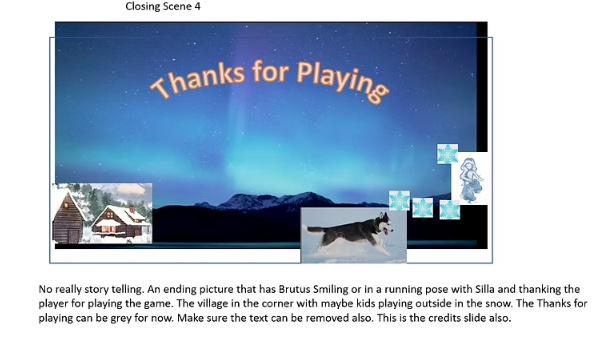 Closing Scene 4
Thanks for Playing
No really story telling. An ending picture that has Brutus Smiling or in a running pose with Silla and thanking the
player for playing the game. The village in the corner with maybe kids playing outside in the snow. The Thanks for
playing can be grey for now. Make sure the text can be removed also. This is the credits slide also.